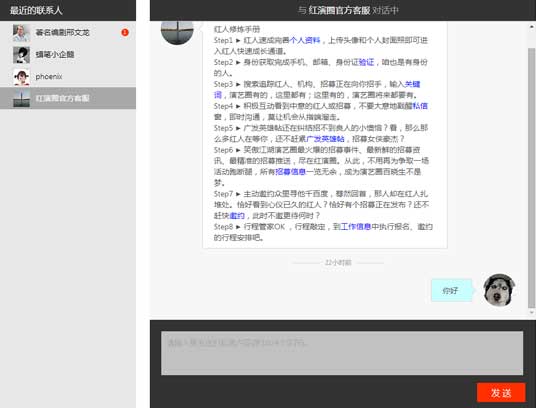 最近的联系人
著名编剧邢文龙
1
蜡笔小企鹅
phoenix
红演圈官方客服
与 红演圈官方客服 对话中
红人修炼手册
Step1 ► 红人速成完善个人资料，上传头像和个人封面照即可进
入红人快速成长通道。
Step2 ► 身份获取完成手机、邮箱、身份证验证，咱也是有身份
的人。
Step3 ► 搜索追踪红人、机构、招募正在向你招手，输入关键
词，演艺圈有的，这里都有；这里有的，演艺圈将来都要有。
Step4 ► 积极互动看到中意的红人或招募，不要大意地戳醒私信
窗，即时沟通，莫让机会从指端溜走。
Step5 ► 广发英雄帖还在纠结招不到良人的小情绪？看，那么那
么多红人在等你，还不赶紧广发英雄帖，招募女侠豪杰？
Step6 ► 笑傲江湖演艺圈最火爆的招募事件、最新鲜的招募资
讯、最精准的招募推送，尽在红演圈。从此，不用再为争取一场
活动跑断腿，所有招募信息一览无余，成为演艺圈百晓生不是
梦。
Step7 ► 主动邀约众里寻他千百度，蓦然回首，那人却在红人扎
堆处。恰好看到心仪已久的红人？恰好有个招募正在发布？还不
赶快邀约，此时不邀更待何时？
Step8 ► 行程管家OK ，行程敲定，到工作信息中执行报名、邀约
的行程安排吧。
22小时前
你好
发 送